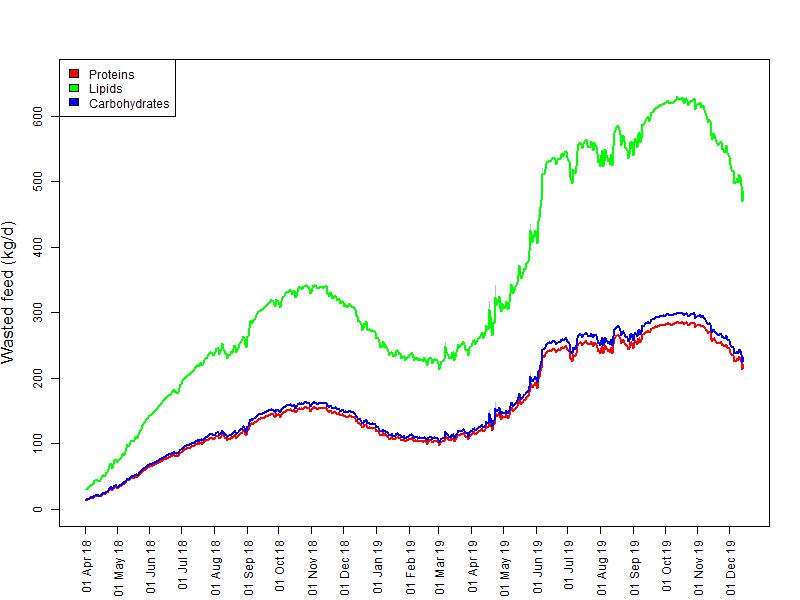 Proteins
Lipids
Carbohydrates
Wasted feed (kg/d)
600
500
400
300
200
100
0
01 Apr 18
01 May 18
01 Jun 18
01 Jul 18
01 Aug 18
01 Sep 18
01 Oct 18
01 Nov 18
01 Dec 18
01 Jan 19
01 Feb 19
01 Mar 19
01 Apr 19
01 May 19
01 Jun 19
01 Jul 19
01 Aug 19
01 Sep 19
01 Oct 19
01 Nov 19
01 Dec 19